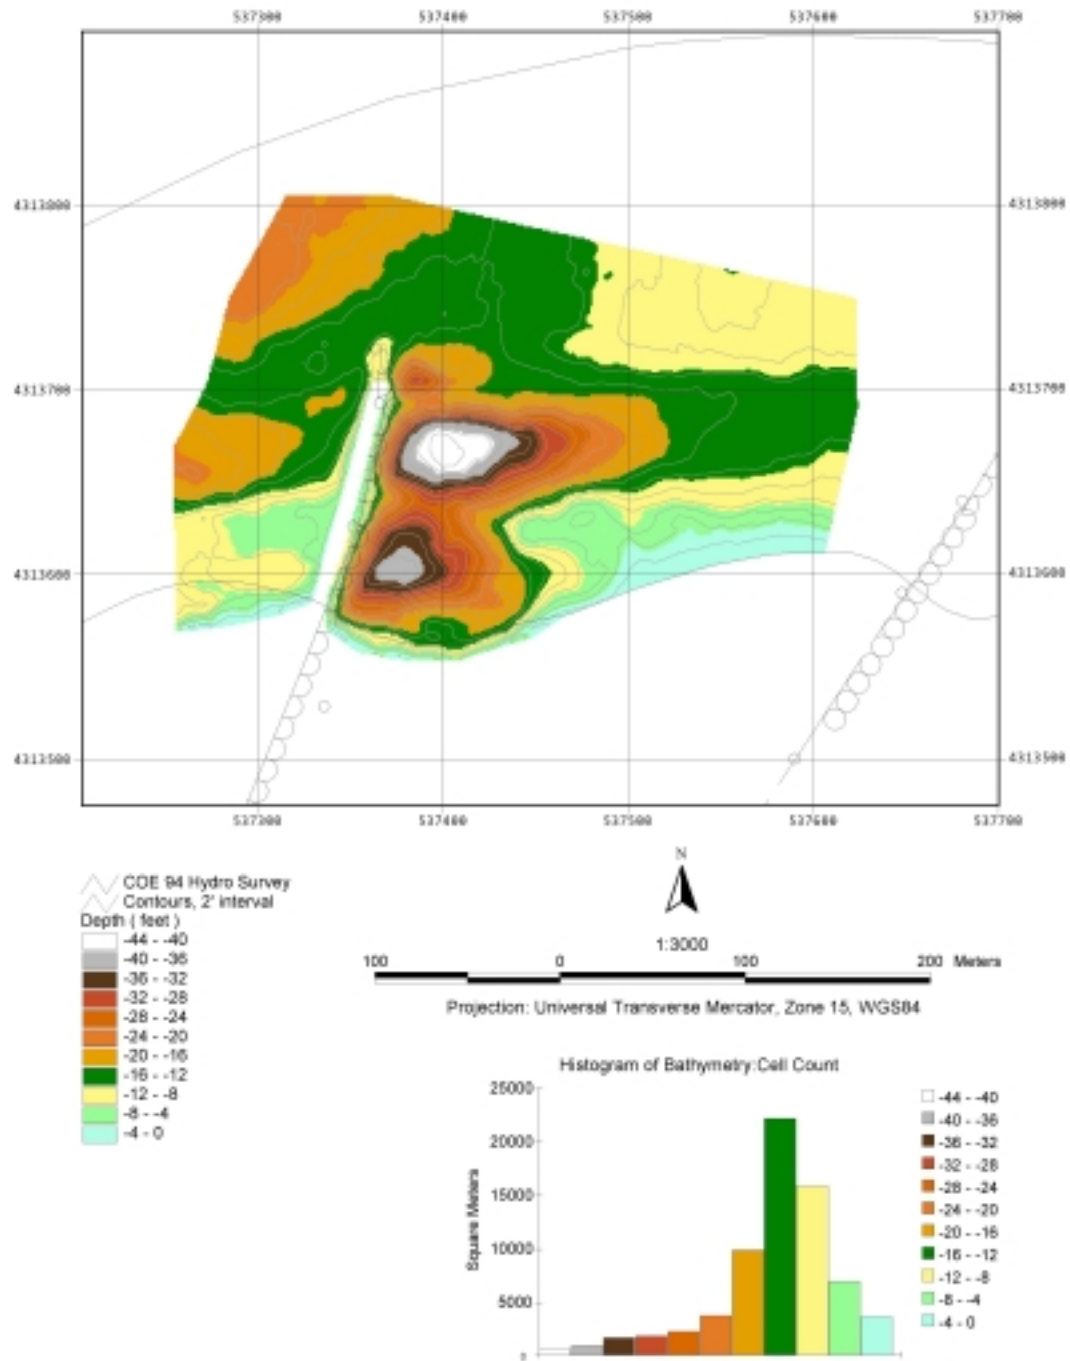 537300 537400 537500 537600 537700
4313800 4313800
4313700 4313700
4313600 4313600
4313500 4313500
537300 537400 537500 537600 537700
COE 94 Hydro Survey
Contours, 2' interval
Depth ( feet )
-44 - -40
-40 - -36
-36 - -32
-32 - -28
-28 - -24
-24 - -20
-20 - -16
-16 - -12
-12 - -8
-8 - -4
-4 - 0
N
1:3000
100 0 100 200 Meters
Projection: Universal Transverse Mercator, Zone 15, WGS84
Histogram of Bathymetry:Cell Count
25000
20000
15000
10000
5000
0
Square Meters
-44 - -40
-40 - -36
-36 - -32
-32 - -28
-28 - -24
-24 - -20
-20 - -16
-16 - -12
-12 - -8
-8 - -4
-4 - 0